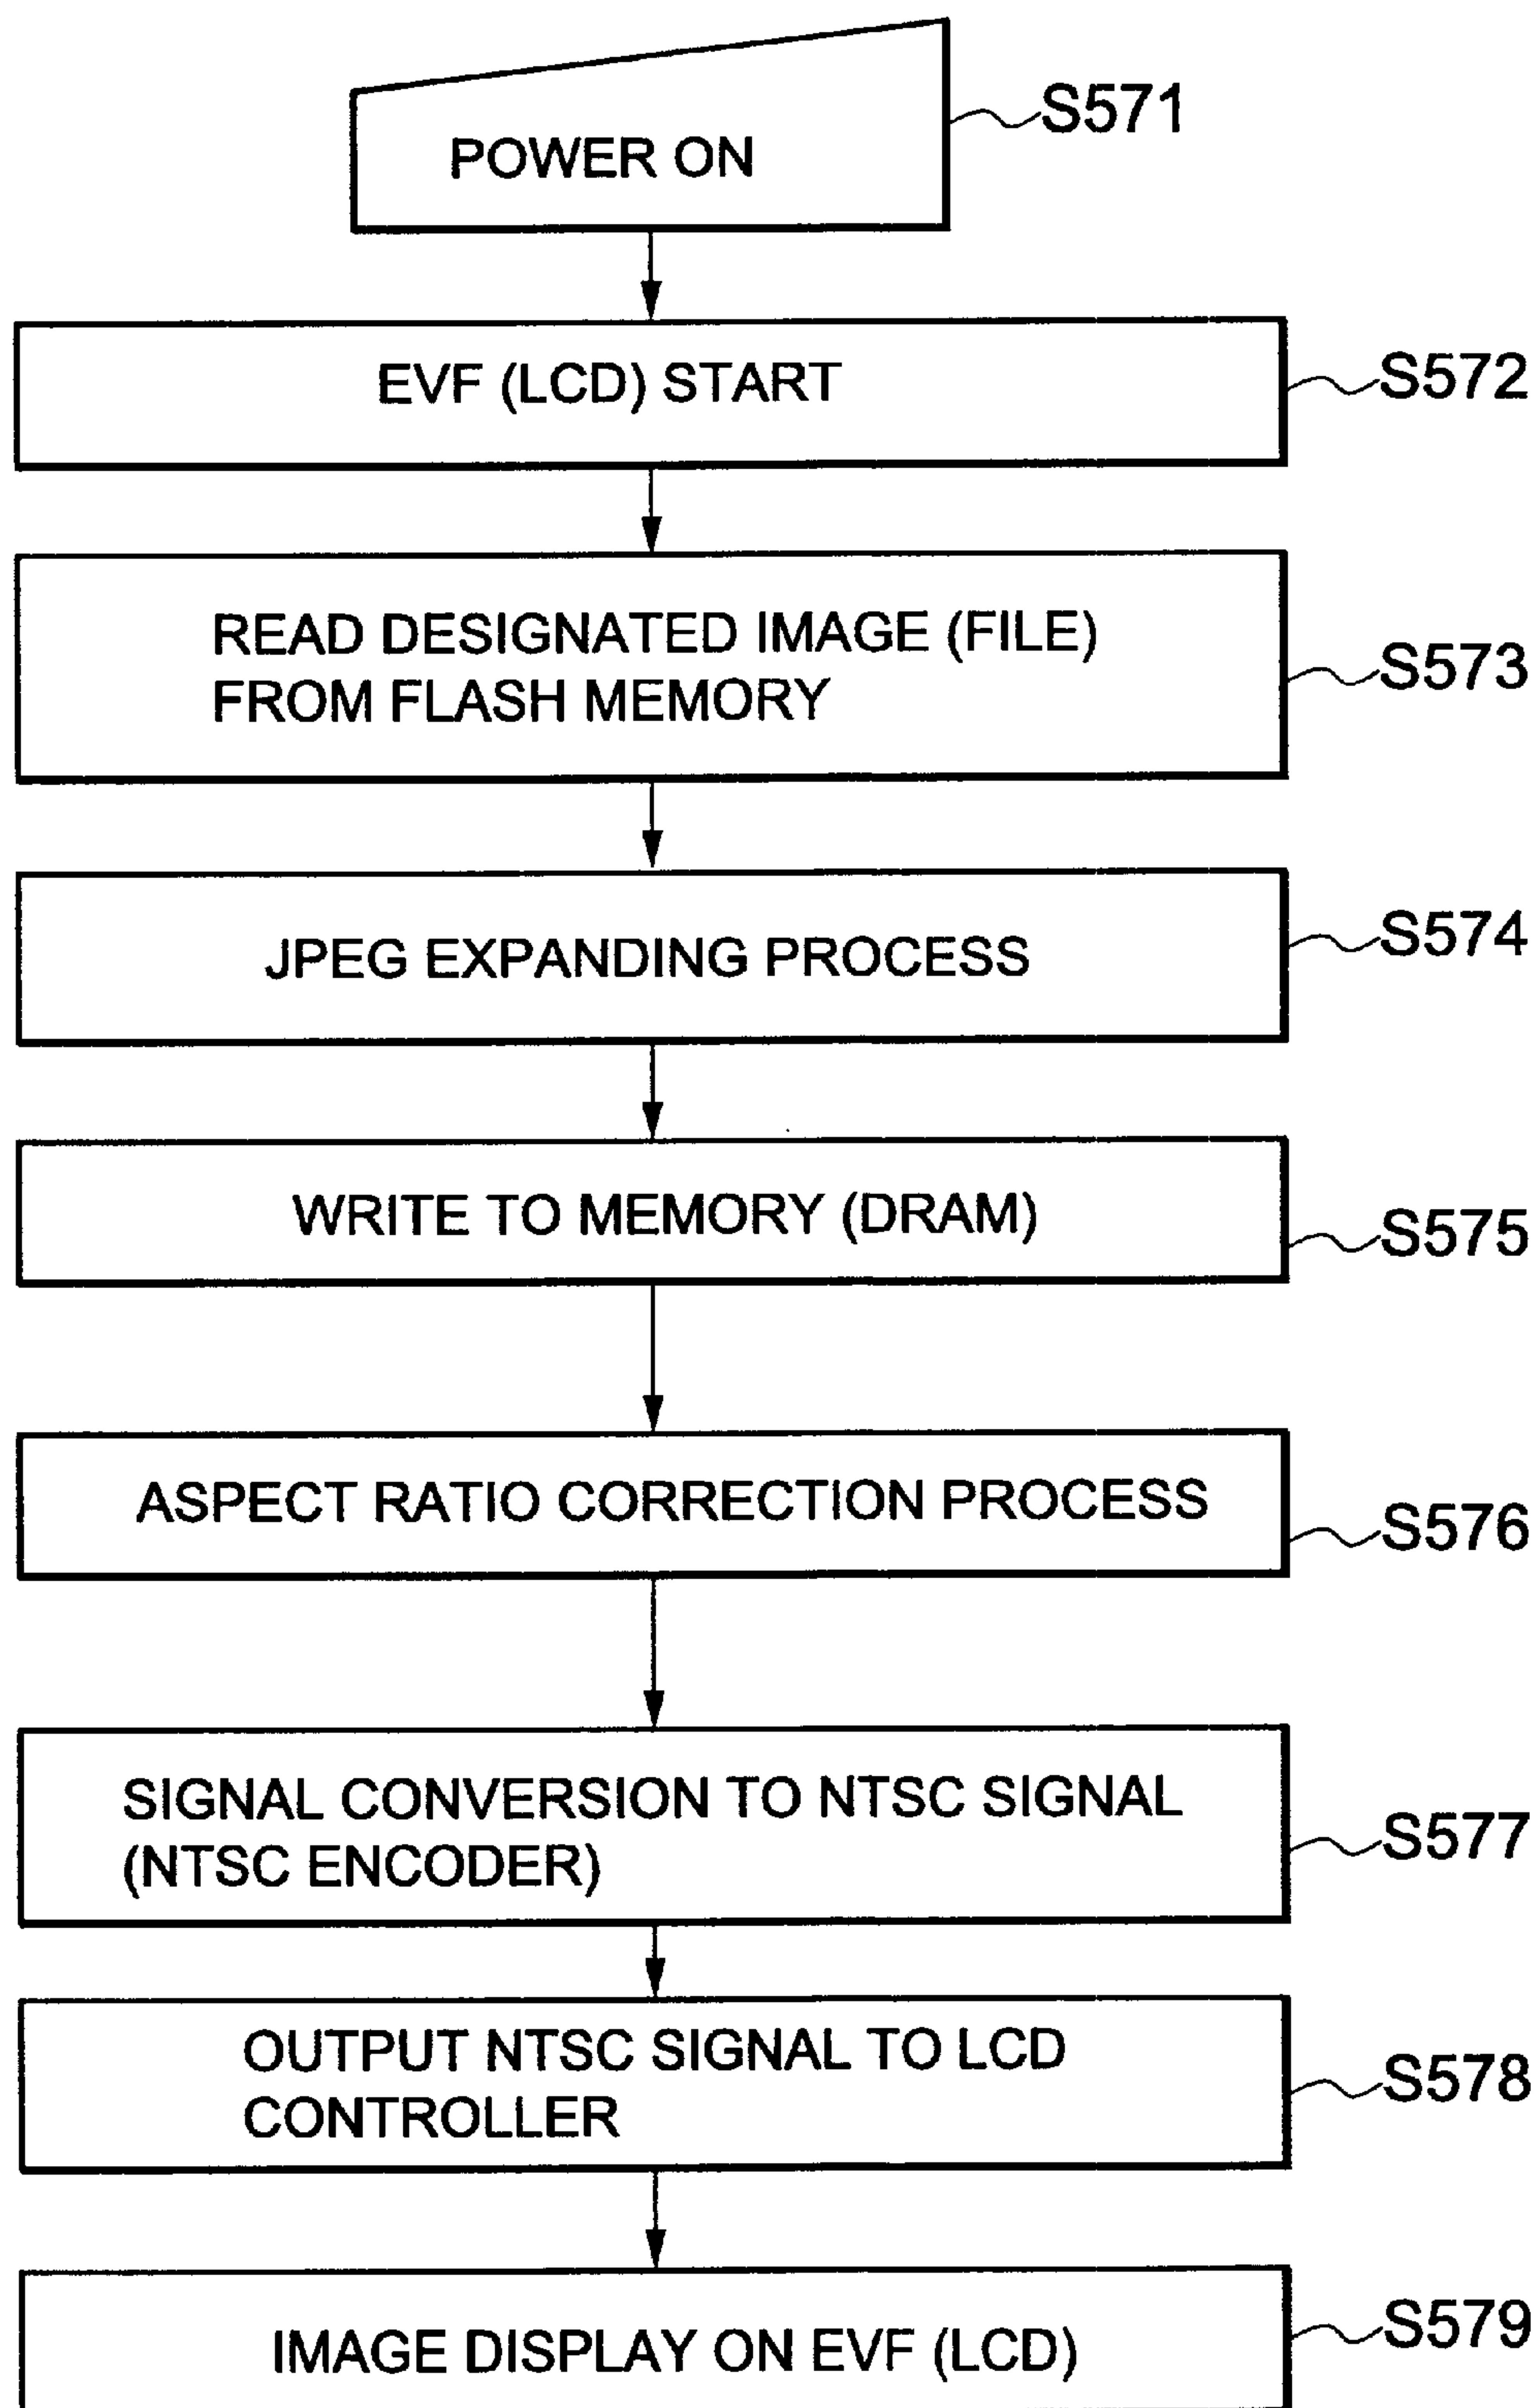 POWER ON
S571
EVF (LCD) START
S572
READ DESIGNATED IMAGE (FILE)
FROM FLASH MEMORY
S573
JPEG EXPANDING PROCESS
S574
WRITE TO MEMORY (DRAM)
S575
ASPECT RATIO CORRECTION PROCESS
S576
SIGNAL CONVERSION TO NTSC SIGNAL
(NTSC ENCODER)
S577
OUTPUT NTSC SIGNAL TO LCD
CONTROLLER
S578
IMAGE DISPLAY ON EVF (LCD)
S579